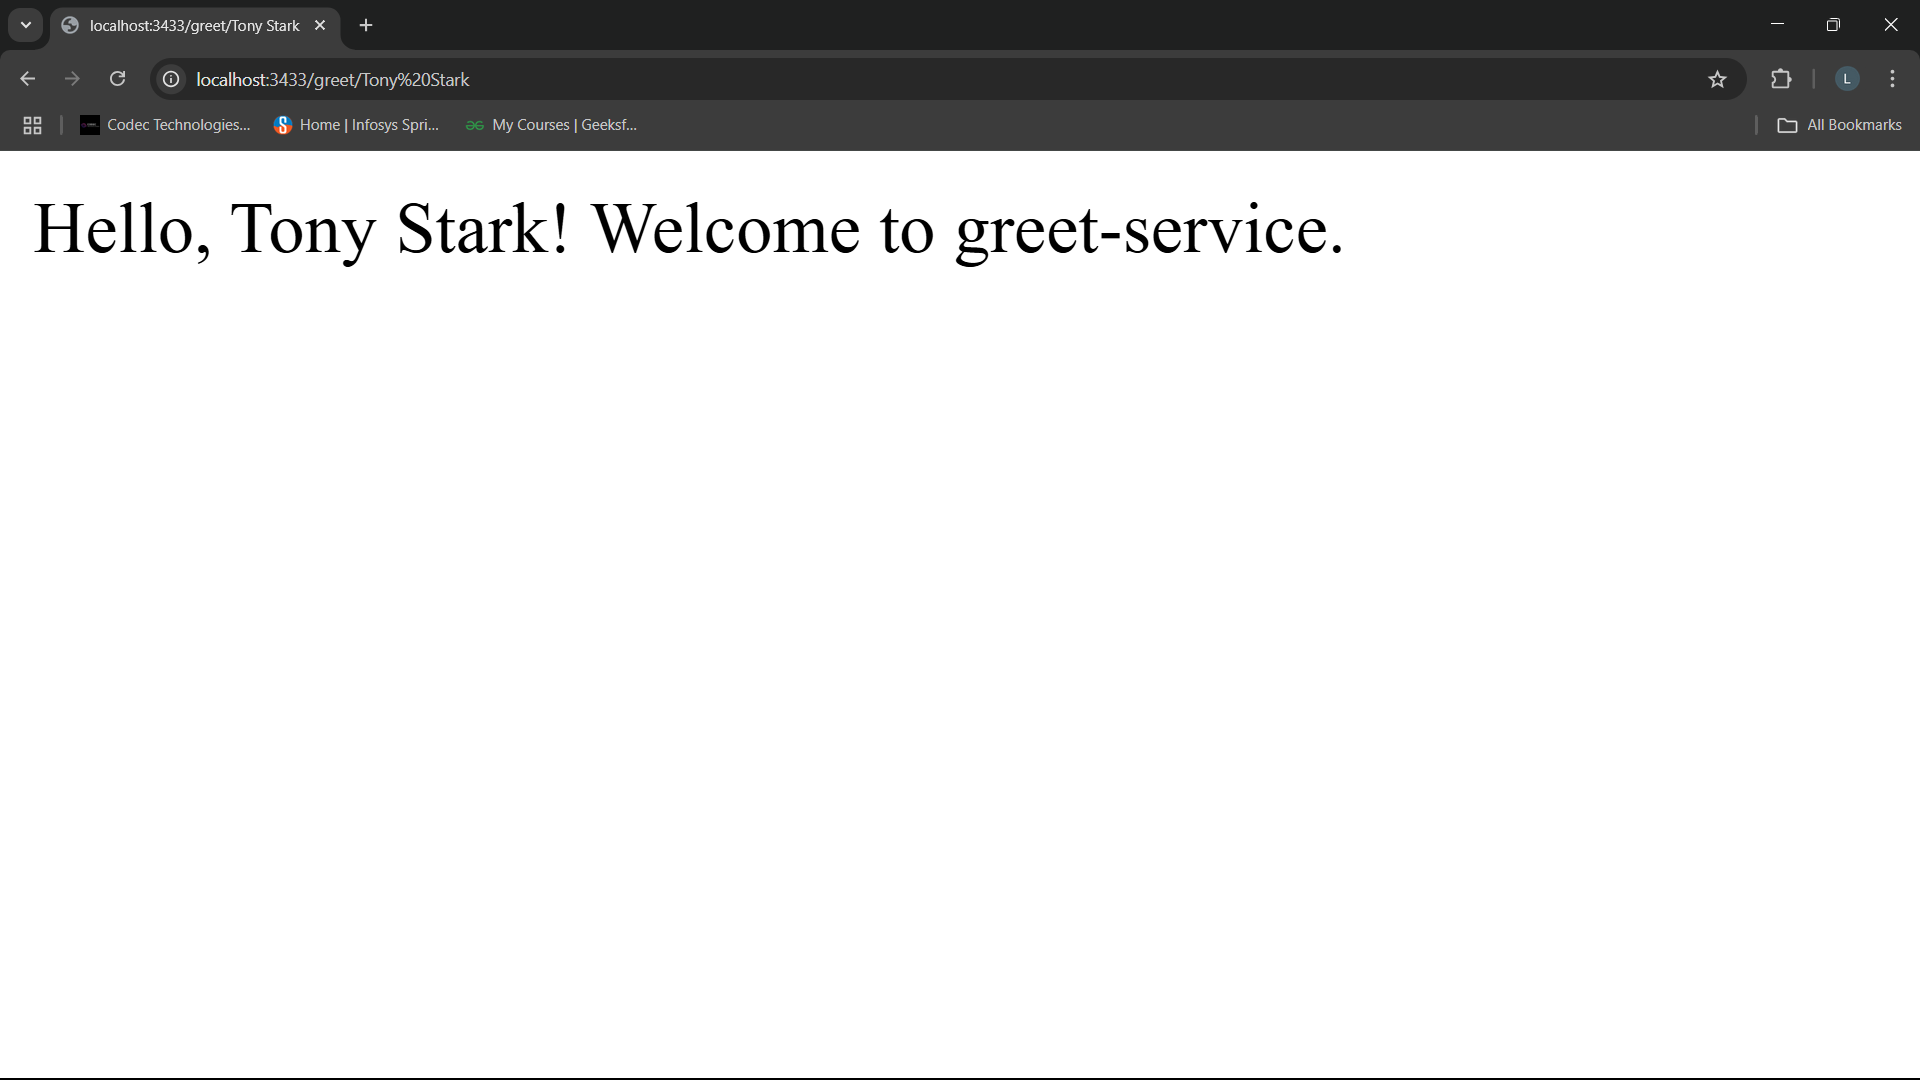 localhost:3433/greet/Tony Stark
localhost:3433/greet/Tony%20Stark
L
Codec Technologies...
Home | Infosys Spri...
My Courses | Geeksf...
All Bookmarks
Hello, Tony Stark! Welcome to greet-service.